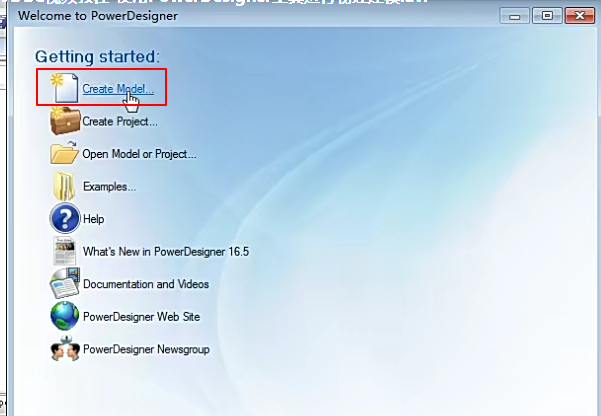 Welcome to PowerDesigner
Getting started:
Create Model...
Create Project...
Open Model or Project...
Examples...
Help
What's New in PowerDesigner 16.5
Documentation and Videos
PowerDesigner Web Site
PowerDesigner Newsgroup